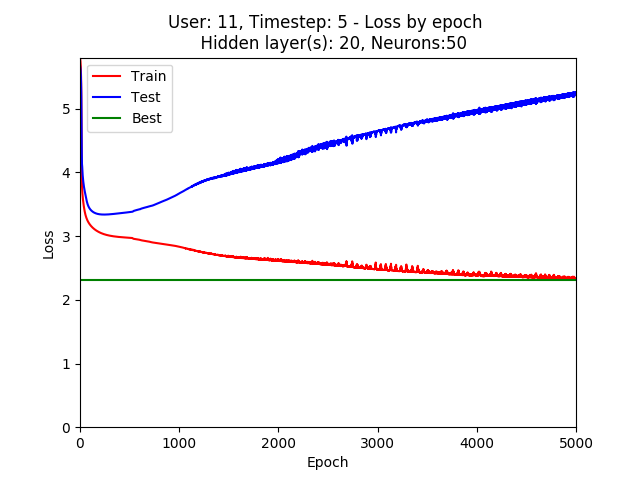 User: 11, Timestep: 5 - Loss by epoch
Hidden layer(s): 20, Neurons:50
Train
Test
Best
Loss
5
4
3
2
1
0
0 1000 2000 3000 4000 5000
Epoch